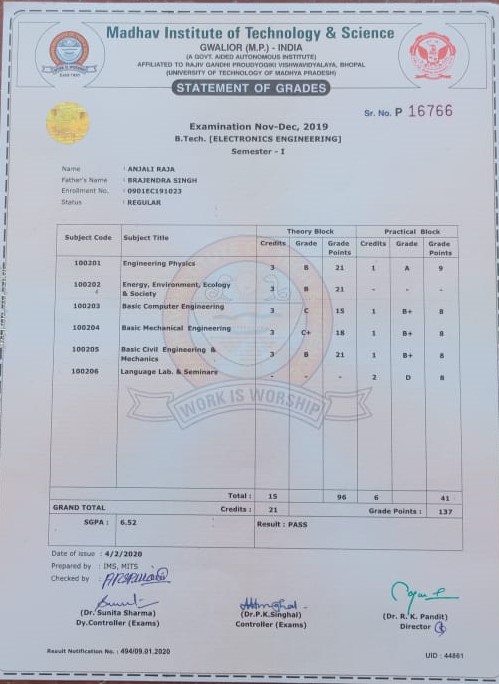 Madhav Institute of Technology & Science
GWALIOR (M.P.) - INDIA
(A GOVT. AIDED AUTONOMOUS INSTITUTE)
AFFILIATED TO RAJIV GANDHI PROUDYOGIKI VISHWAVIDYALAYA, BHOPAL
(UNIVERSITY OF TECHNOLOGY OF MADHYA PRADESH)
STATEMENT OF GRADES
Sr. No. P 16766
Examination Nov-Dec, 2019
B.Tech. [ELECTRONICS ENGINEERING]
Semester - I
Name : ANJALI RAJA
Father's Name : BRAJENDRA SINGH
Enrollment No. : 0901EC191023
Status : REGULAR
Subject Code Subject Title Theory Block Practical Block
Credits Grade Grade Points Credits Grade Grade Points
100201 Engineering Physics 3 B 21 1 A 9
100202 Energy, Environment, Ecology & Society 3 B 21 - - -
100203 Basic Computer Engineering 3 C 15 1 B+ 8
100204 Basic Mechanical Engineering 3 C+ 18 1 B+ 8
100205 Basic Civil Engineering & Mechanics 3 B 21 1 B+ 8
100206 Language Lab. & Seminars - - - 2 D 8
WORK IS WORSHIP
Total : 15 96 6 41
GRAND TOTAL Credits : 21 Grade Points : 137
SGPA : 6.52 Result : PASS
Date of issue : 4/2/2020
Prepared by : IMS, MITS
Checked by :
(Dr. Sunita Sharma) (Dr.P.K.Singhal) (Dr. R. K. Pandit)
Dy.Controller (Exams) Controller (Exams) Director
Result Notification No. : 494/09.01.2020
UID : 44861